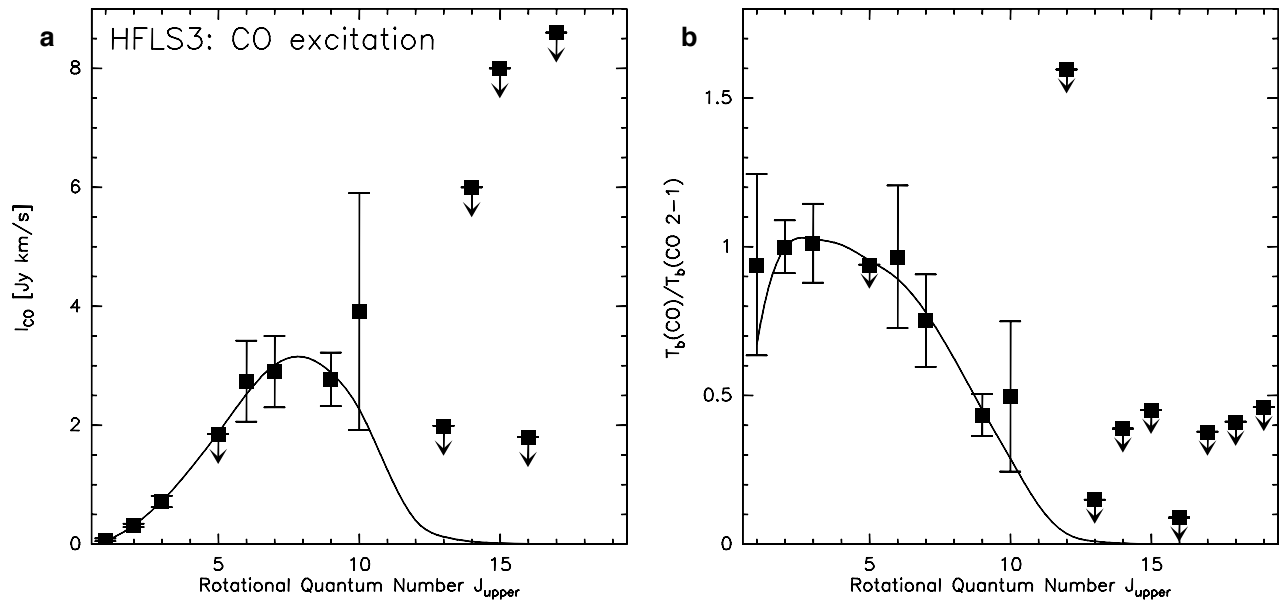 a
HFLS3: CO excitation
I_CO [Jy km/s]
8
6
4
2
0
5 10 15
Rotational Quantum Number J_upper
b
T_b(CO)/T_b(CO 2−1)
1.5
1
0.5
0
5 10 15
Rotational Quantum Number J_upper